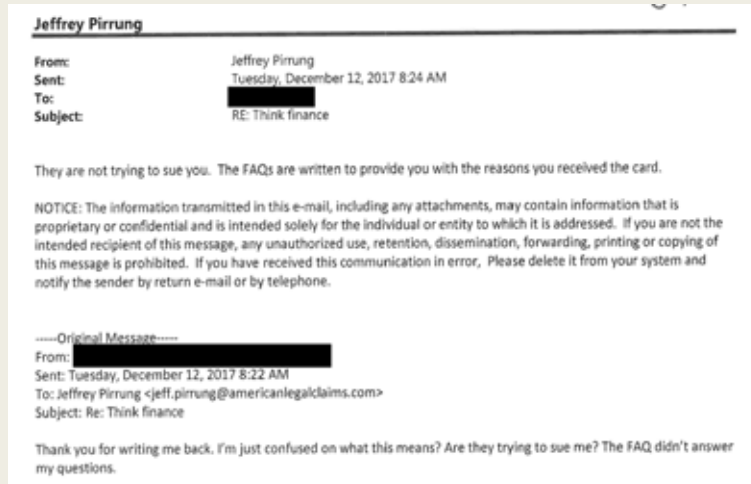 Jeffrey Pirrung
From: Jeffrey Pirrung
Sent: Tuesday, December 12, 2017 8:24 AM
To:
Subject: RE: Think finance
They are not trying to sue you. The FAQs are written to provide you with the reasons you received the card.
NOTICE: The information transmitted in this e-mail, including any attachments, may contain information that is
proprietary or confidential and is intended solely for the individual or entity to which it is addressed. If you are not the
intended recipient of this message, any unauthorized use, retention, dissemination, forwarding, printing or copying of
this message is prohibited. If you have received this communication in error, Please delete it from your system and
notify the sender by return e-mail or by telephone.
-----Original Message-----
From:
Sent: Tuesday, December 12, 2017 8:22 AM
To: Jeffrey Pirrung <jeff.pirrung@americanlegalclaims.com>
Subject: Re: Think finance
Thank you for writing me back. I'm just confused on what this means? Are they trying to sue me? The FAQ didn't answer
my questions.